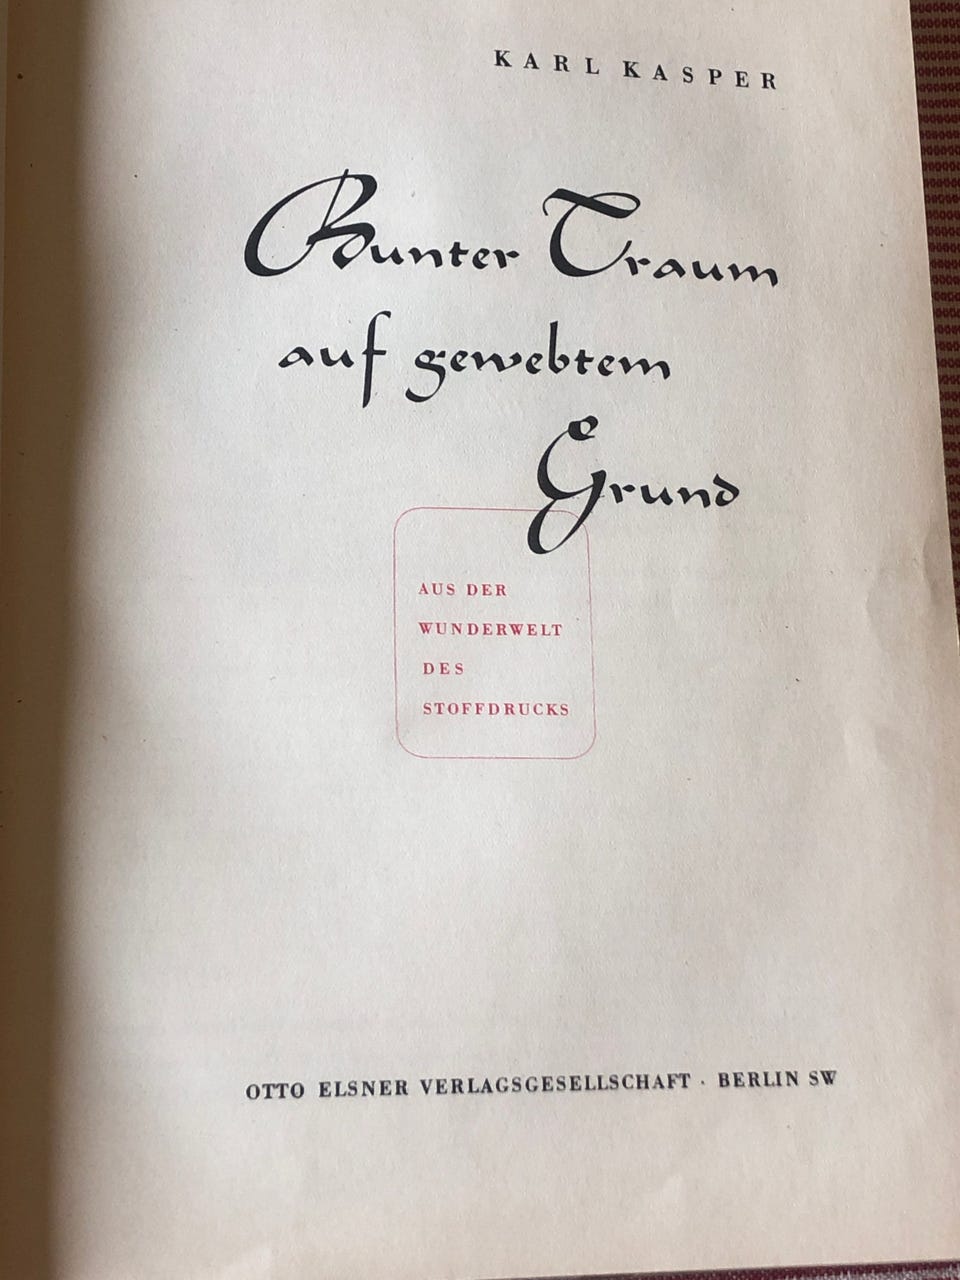 KARL KASPER
Bunter Traum
auf gewebtem
Grund
AUS DER
WUNDERWELT
DES
STOFFDRUCKS
OTTO ELSNER VERLAGSGESELLSCHAFT · BERLIN SW